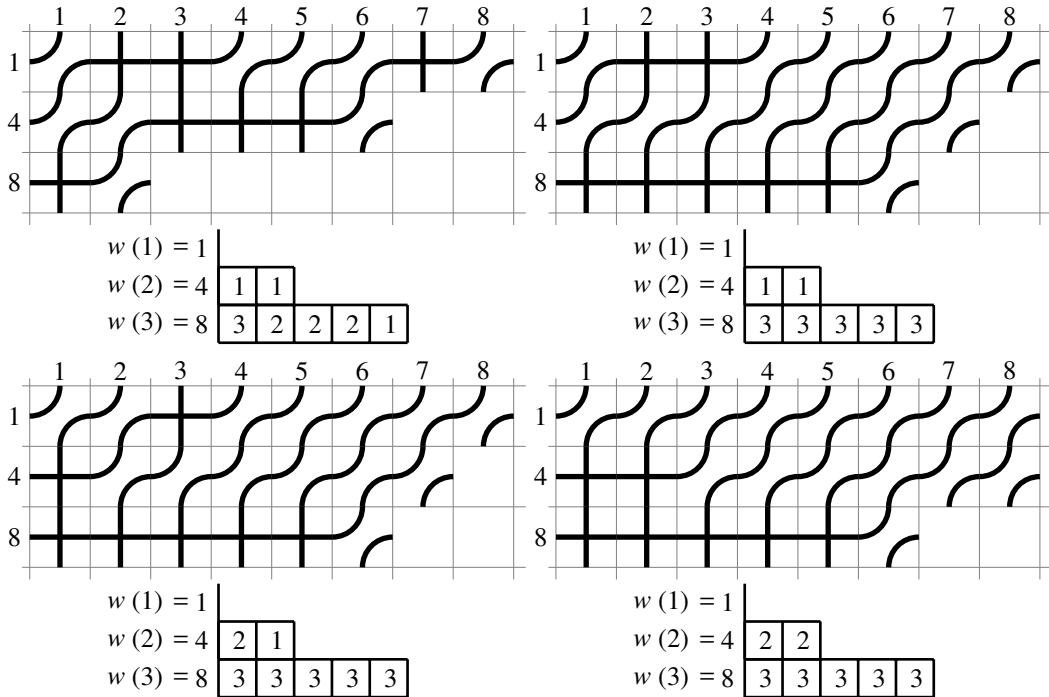 1 2 3 4 5 6 7 8
1
4
8
w (1) = 1
w (2) = 4 1 1
w (3) = 8 3 2 2 2 1
1 2 3 4 5 6 7 8
1
4
8
w (1) = 1
w (2) = 4 1 1
w (3) = 8 3 3 3 3 3
1 2 3 4 5 6 7 8
1
4
8
w (1) = 1
w (2) = 4 2 1
w (3) = 8 3 3 3 3 3
1 2 3 4 5 6 7 8
1
4
8
w (1) = 1
w (2) = 4 2 2
w (3) = 8 3 3 3 3 3